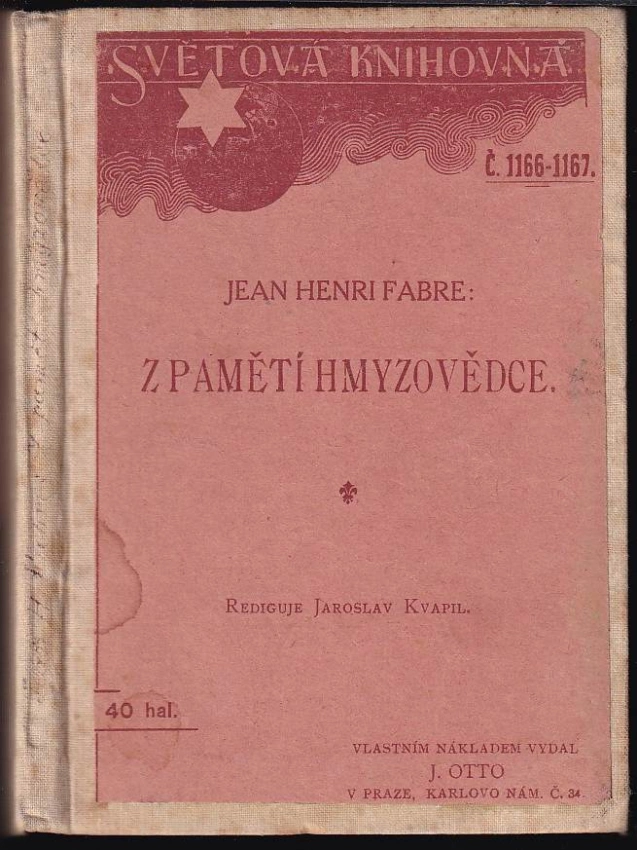 SVĚTOVÁ KNIHOVNA
Č. 1166-1167.
JEAN HENRI FABRE:
Z PAMĚTÍ HMYZOVĚDCE.
REDIGUJE JAROSLAV KVAPIL.
40 hal.
VLASTNÍM NÁKLADEM VYDAL
J. OTTO
V PRAZE, KARLOVO NÁM. Č. 34.